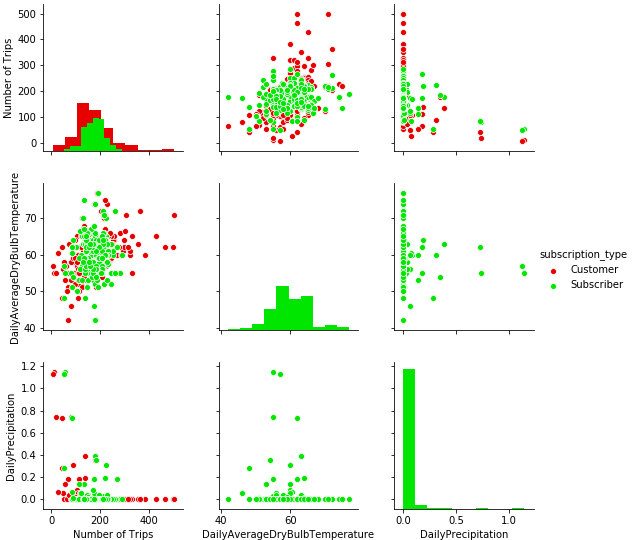 Number of Trips
500
400
300
200
100
0
DailyAverageDryBulbTemperature
70
60
50
40
DailyPrecipitation
1.2
1.0
0.8
0.6
0.4
0.2
0.0
0 200 400
Number of Trips
40 60
DailyAverageDryBulbTemperature
0.0 0.5 1.0
DailyPrecipitation
subscription_type
Customer
Subscriber